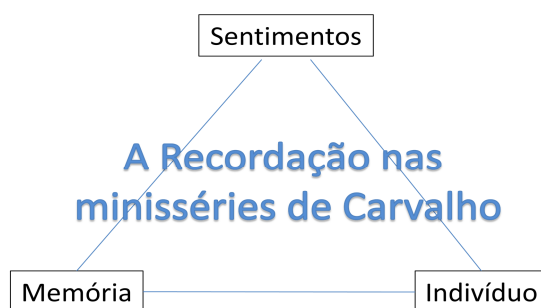 Sentimentos
A Recordação nas
minisséries de Carvalho
Memória
Indivíduo